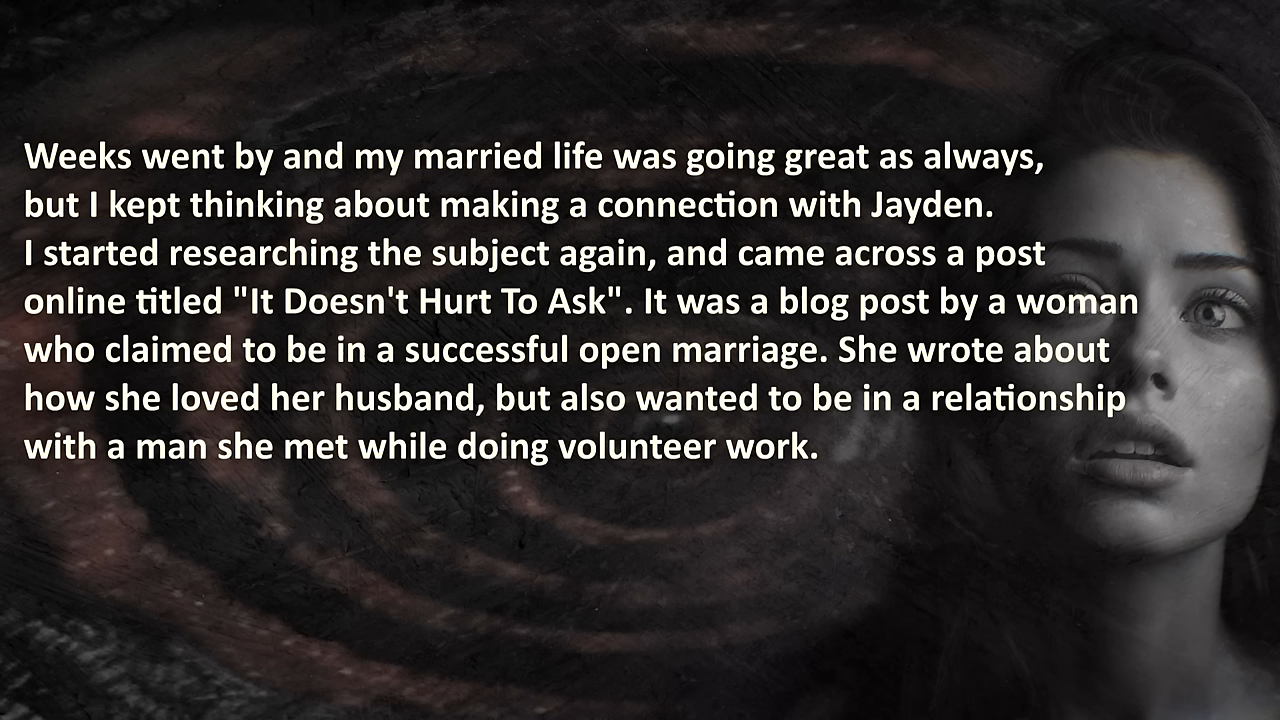 Weeks went by and my married life was going great as always,
but I kept thinking about making a connection with Jayden.
I started researching the subject again, and came across a post
online titled "It Doesn't Hurt To Ask". It was a blog post by a woman
who claimed to be in a successful open marriage. She wrote about
how she loved her husband, but also wanted to be in a relationship
with a man she met while doing volunteer work.